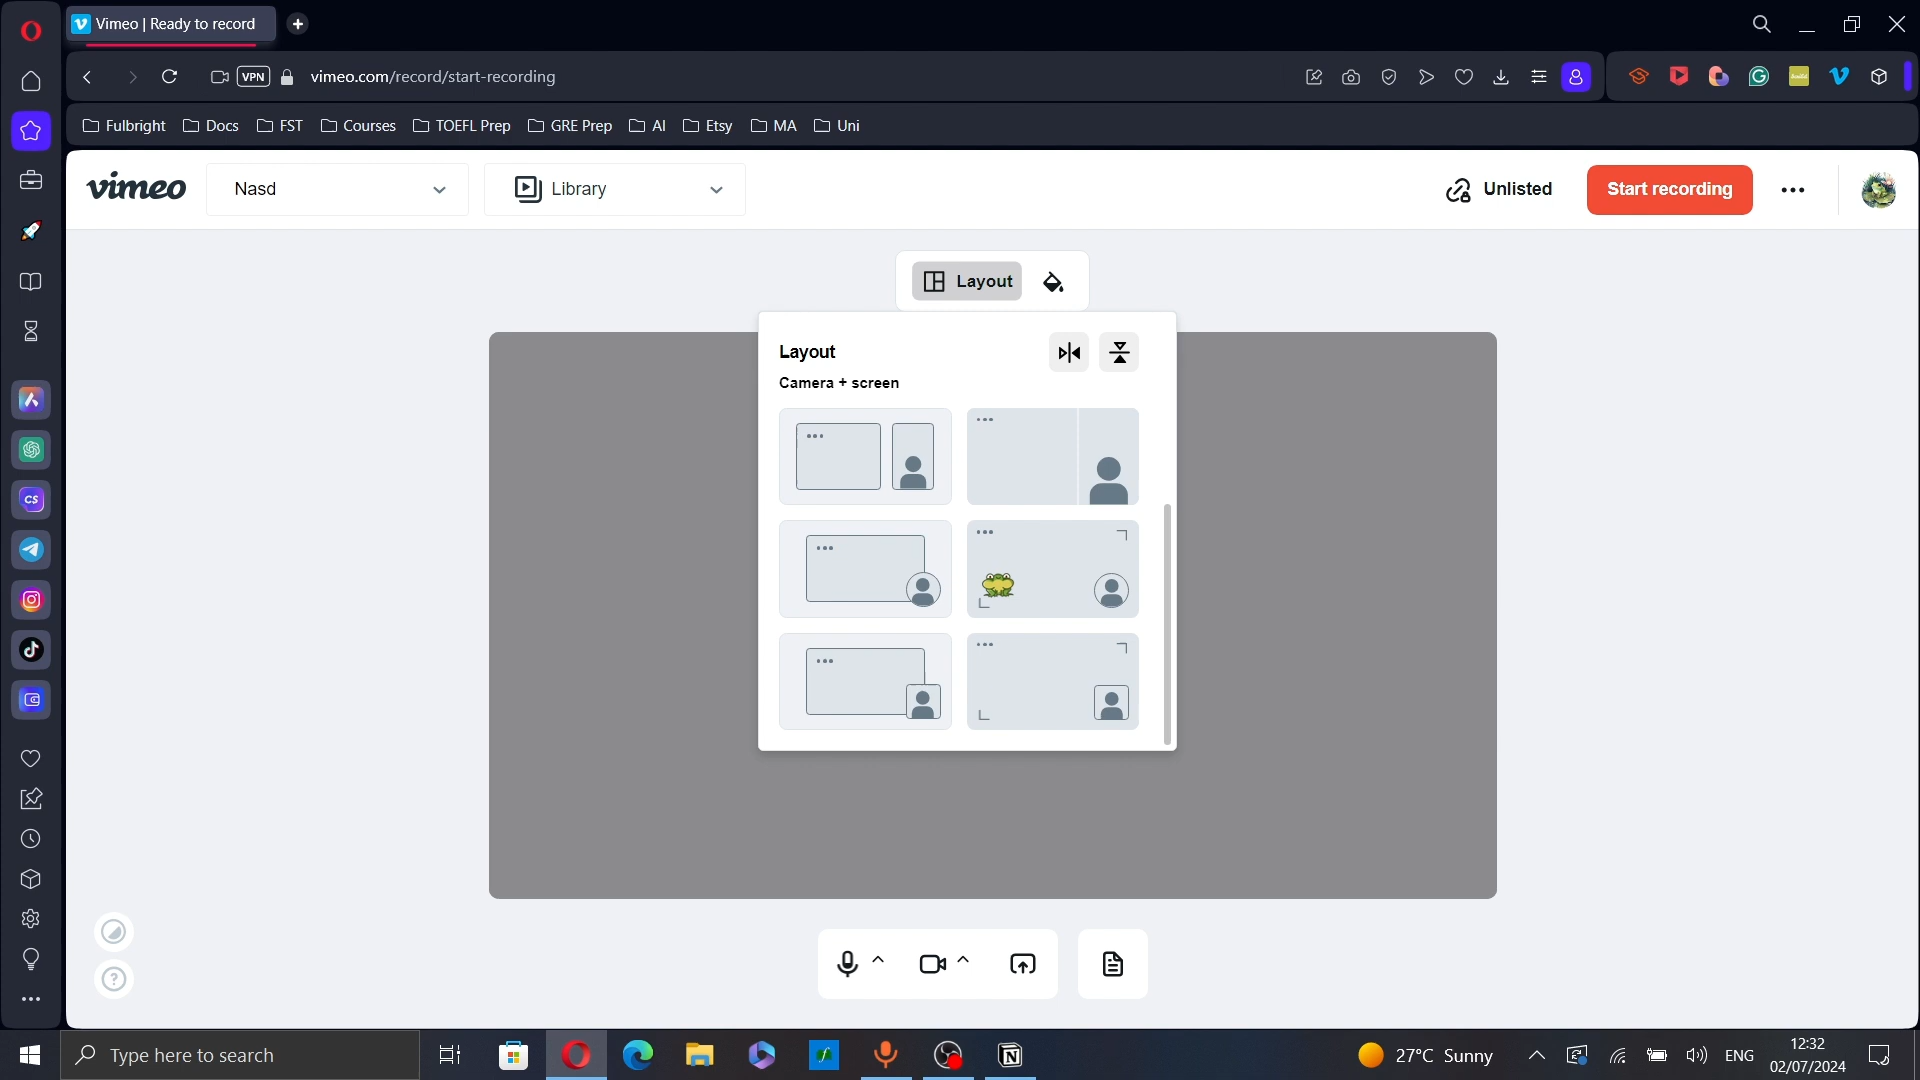 Vimeo | Ready to record
VPN
vimeo.com/record/start-recording
Fulbright
Docs
FST
Courses
TOEFL Prep
GRE Prep
AI
Etsy
MA
Uni
vimeo
Nasd
Library
Unlisted
Start recording
Layout
Layout
Camera + screen
CS
Type here to search
27°C Sunny
ENG
12:32
02/07/2024